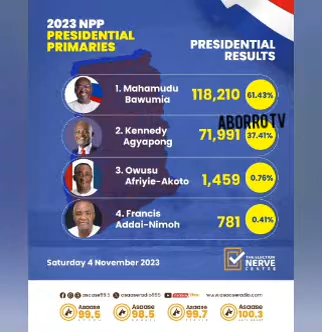 2023 NPP
PRESIDENTIAL
PRIMARIES
PRESIDENTIAL
RESULTS
1. Mahamudu
Bawumia
118,210
61.43%
ABORRO TV
2. Kennedy
Agyapong
71,991
37.41%
3. Owusu
Afriyie-Akoto
1,459
0.76%
4. Francis
Addai-Nimoh
781
0.41%
Saturday 4 November 2023
THE ELECTION
NERVE
CENTRE
Asaase
99.5
Asaase
98.5
Asaase
99.7
Asaase
100.3